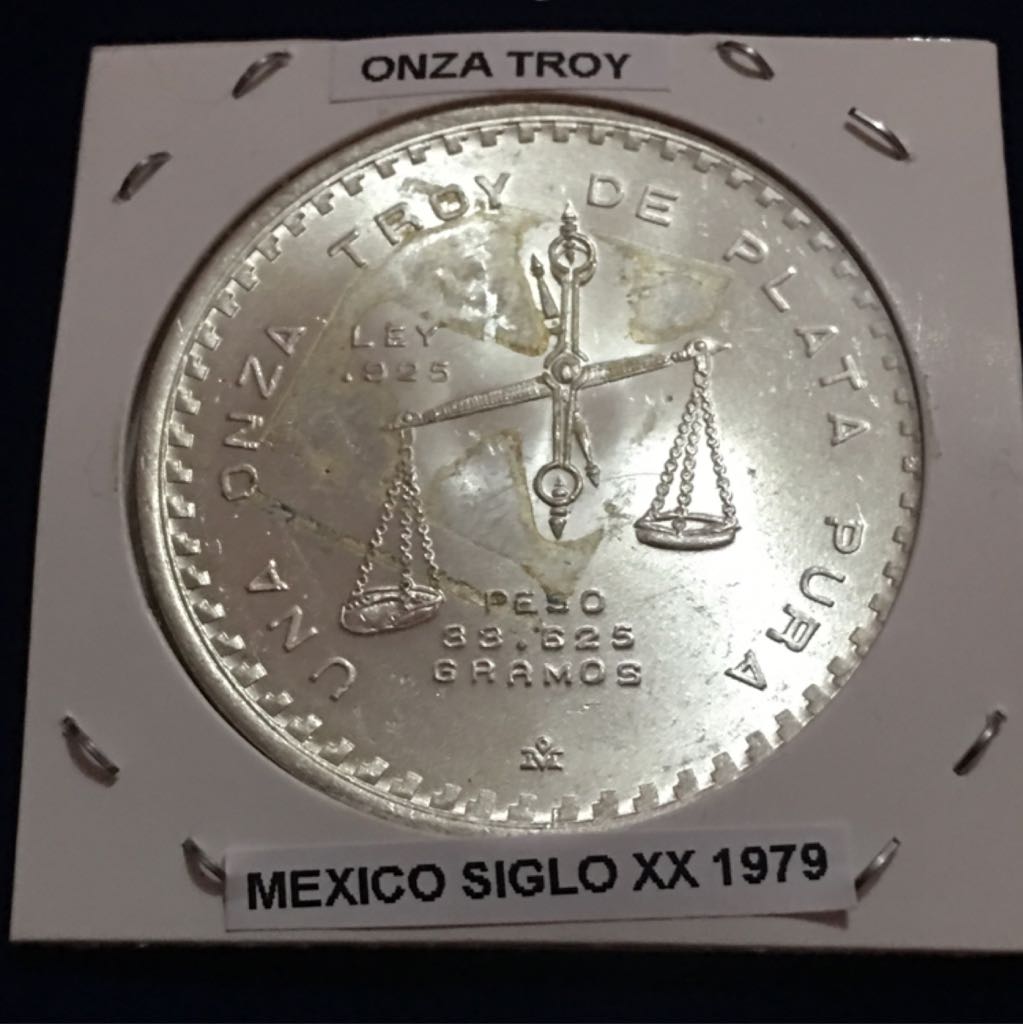 ONZA TROY
UNA ONZA TROY DE PLATA PURA
LEY
.925
PESO
33.625
GRAMOS
M
MEXICO SIGLO XX 1979